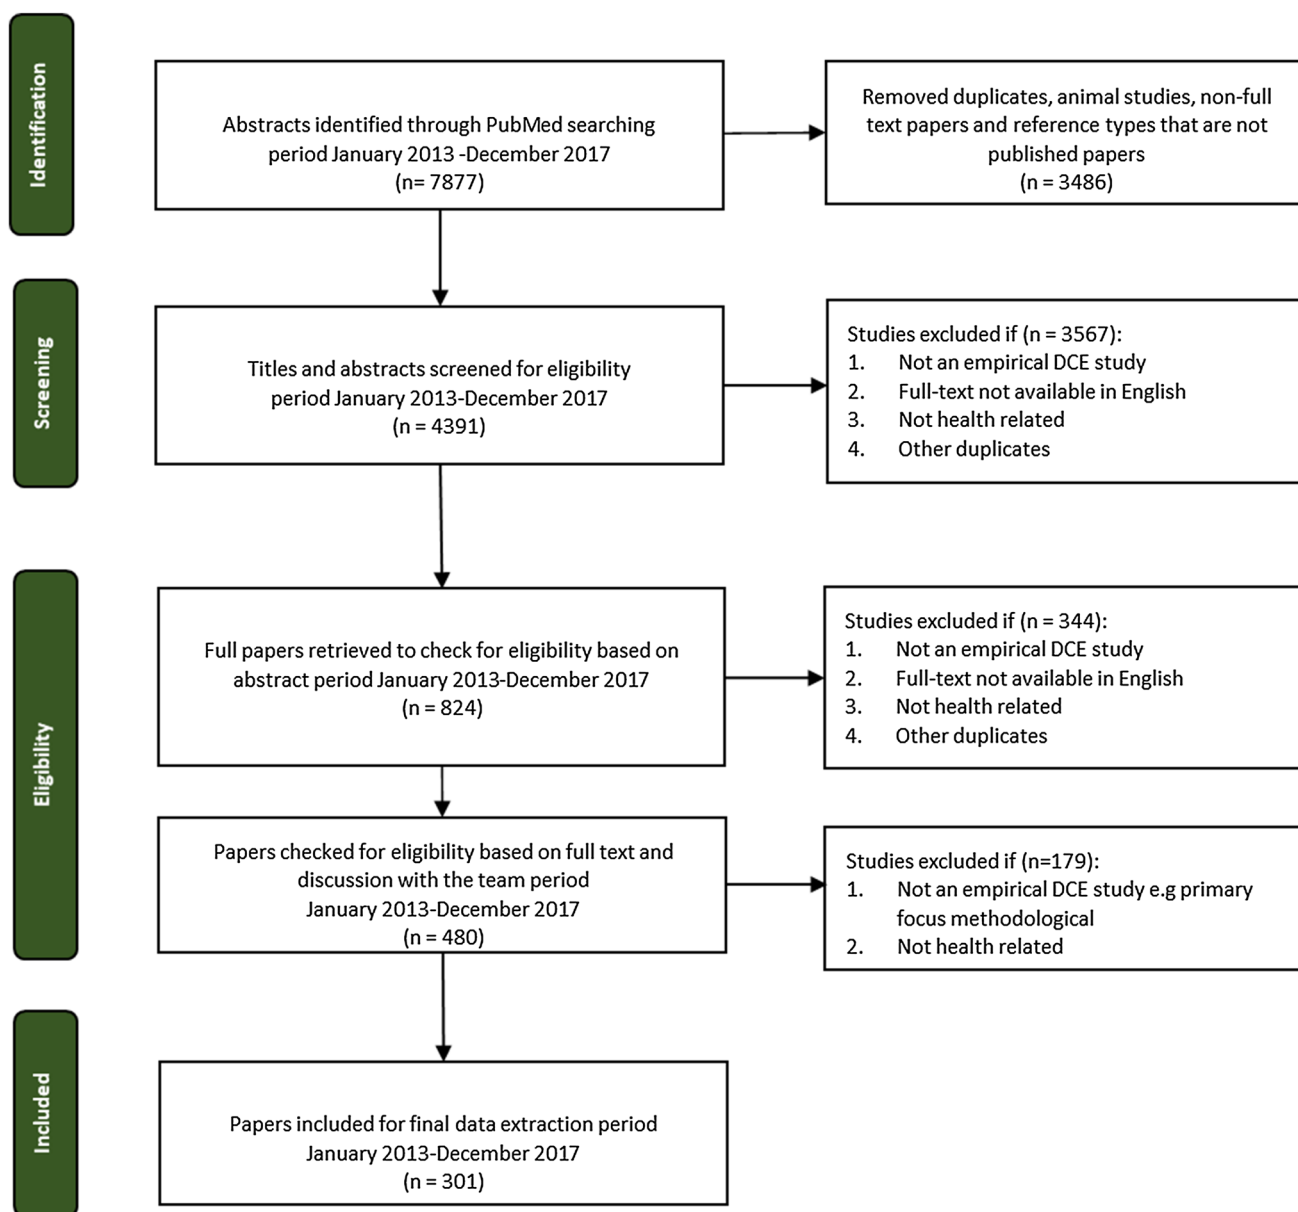 Identification
Abstracts identified through PubMed searching
period January 2013 -December 2017
(n= 7877)
Removed duplicates, animal studies, non-full
text papers and reference types that are not
published papers
(n = 3486)
Screening
Titles and abstracts screened for eligibility
period January 2013-December 2017
(n = 4391)
Studies excluded if (n = 3567):
1. Not an empirical DCE study
2. Full-text not available in English
3. Not health related
4. Other duplicates
Eligibility
Full papers retrieved to check for eligibility based on
abstract period January 2013-December 2017
(n = 824)
Studies excluded if (n = 344):
1. Not an empirical DCE study
2. Full-text not available in English
3. Not health related
4. Other duplicates
Papers checked for eligibility based on full text and
discussion with the team period
January 2013-December 2017
(n = 480)
Studies excluded if (n=179):
1. Not an empirical DCE study e.g primary
focus methodological
2. Not health related
Included
Papers included for final data extraction period
January 2013-December 2017
(n = 301)